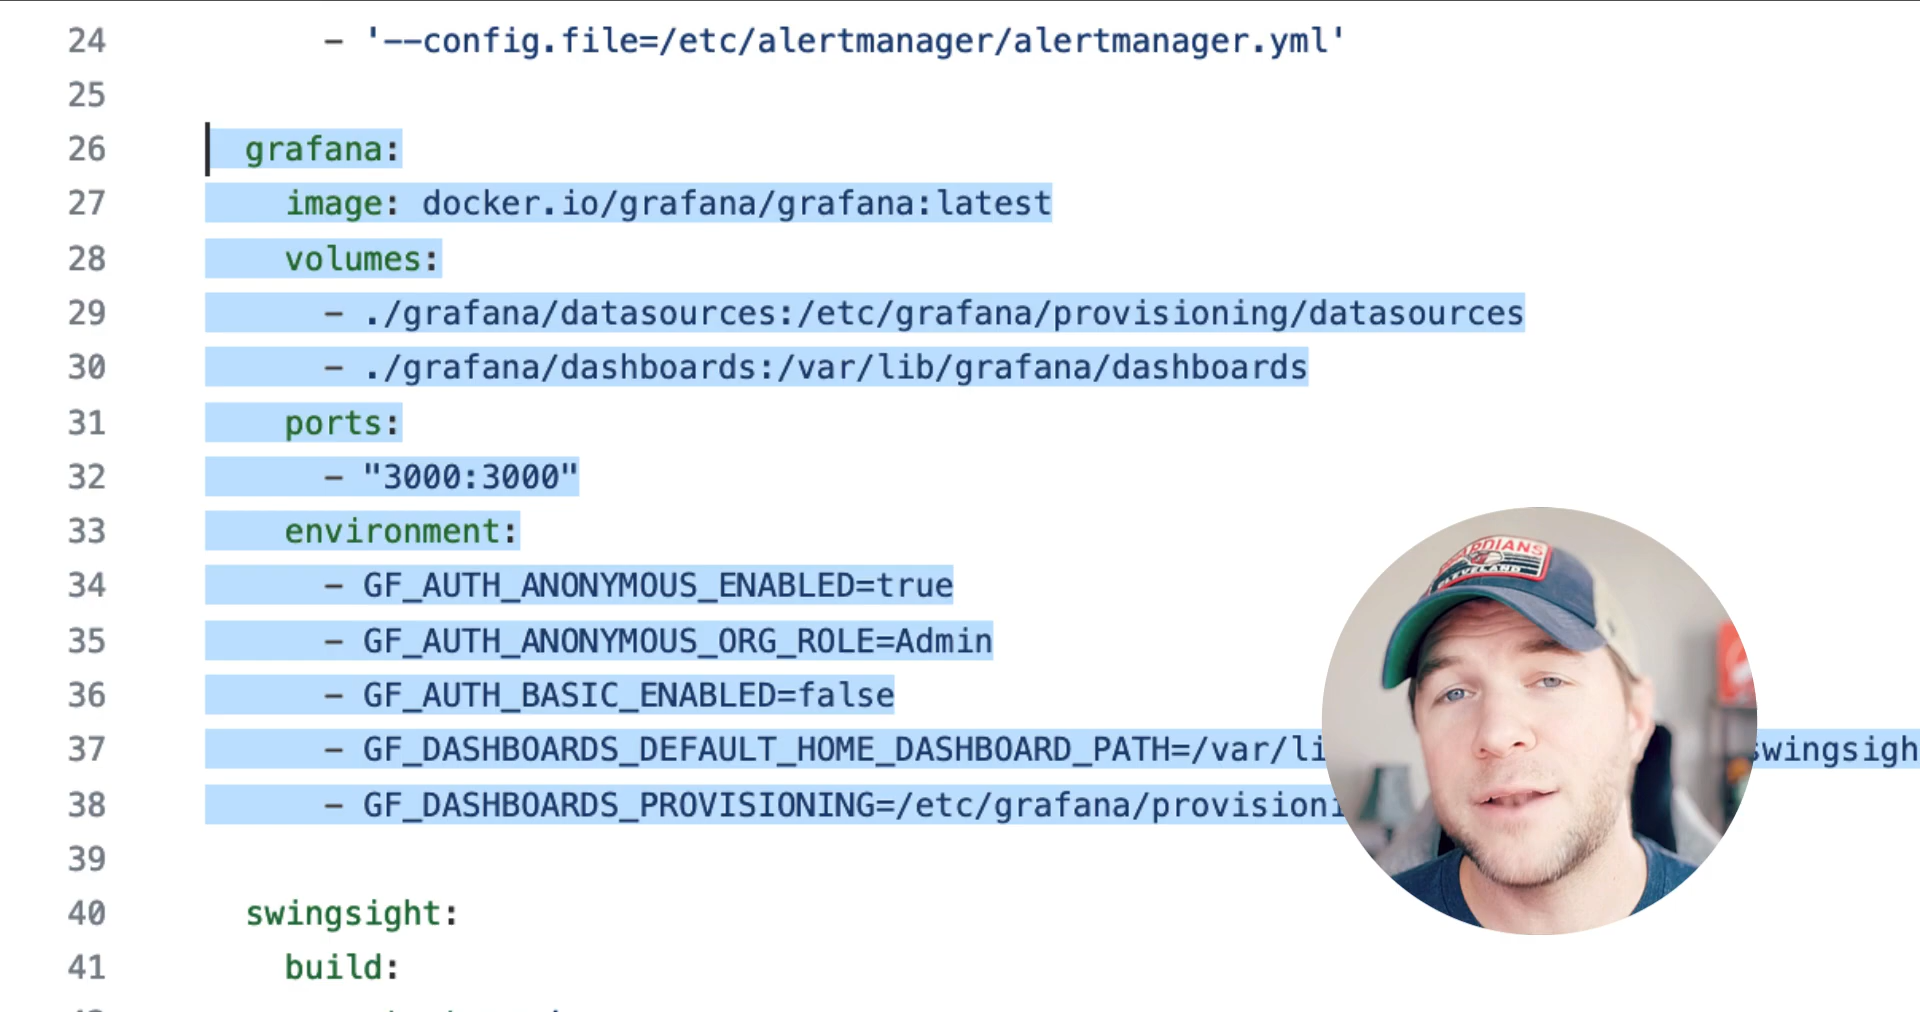 24 - '--config.file=/etc/alertmanager/alertmanager.yml'
25
26 grafana:
27 image: docker.io/grafana/grafana:latest
28 volumes:
29 - ./grafana/datasources:/etc/grafana/provisioning/datasources
30 - ./grafana/dashboards:/var/lib/grafana/dashboards
31 ports:
32 - "3000:3000"
33 environment:
34 - GF_AUTH_ANONYMOUS_ENABLED=true
35 - GF_AUTH_ANONYMOUS_ORG_ROLE=Admin
36 - GF_AUTH_BASIC_ENABLED=false
37 - GF_DASHBOARDS_DEFAULT_HOME_DASHBOARD_PATH=/var/li swingsigh
38 - GF_DASHBOARDS_PROVISIONING=/etc/grafana/provisioni
39
40 swingsight:
41 build:
CLEVELAND